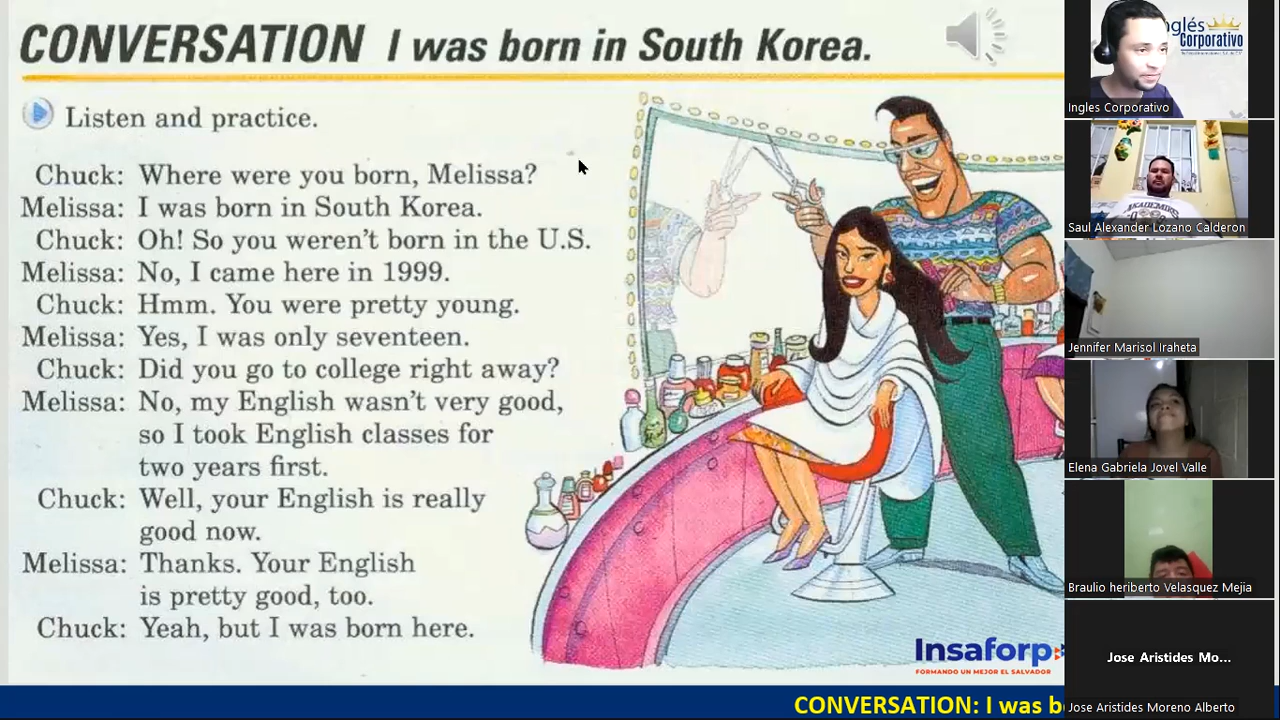 CONVERSATION I was born in South Korea.
Listen and practice.
Chuck: Where were you born, Melissa?
Melissa: I was born in South Korea.
Chuck: Oh! So you weren't born in the U.S.
Melissa: No, I came here in 1999.
Chuck: Hmm. You were pretty young.
Melissa: Yes, I was only seventeen.
Chuck: Did you go to college right away?
Melissa: No, my English wasn't very good,
so I took English classes for
two years first.
Chuck: Well, your English is really
good now.
Melissa: Thanks. Your English
is pretty good, too.
Chuck: Yeah, but I was born here.
Insaforp
FORMANDO UN MEJOR EL SALVADOR
CONVERSATION: I was b
Inglés
Corporativo
Ingles Corporativo
Saul Alexander Lozano Calderon
Jennifer Marisol Iraheta
Elena Gabriela Jovel Valle
Braulio heriberto Velasquez Mejia
Jose Aristides Mo...
Jose Aristides Moreno Alberto